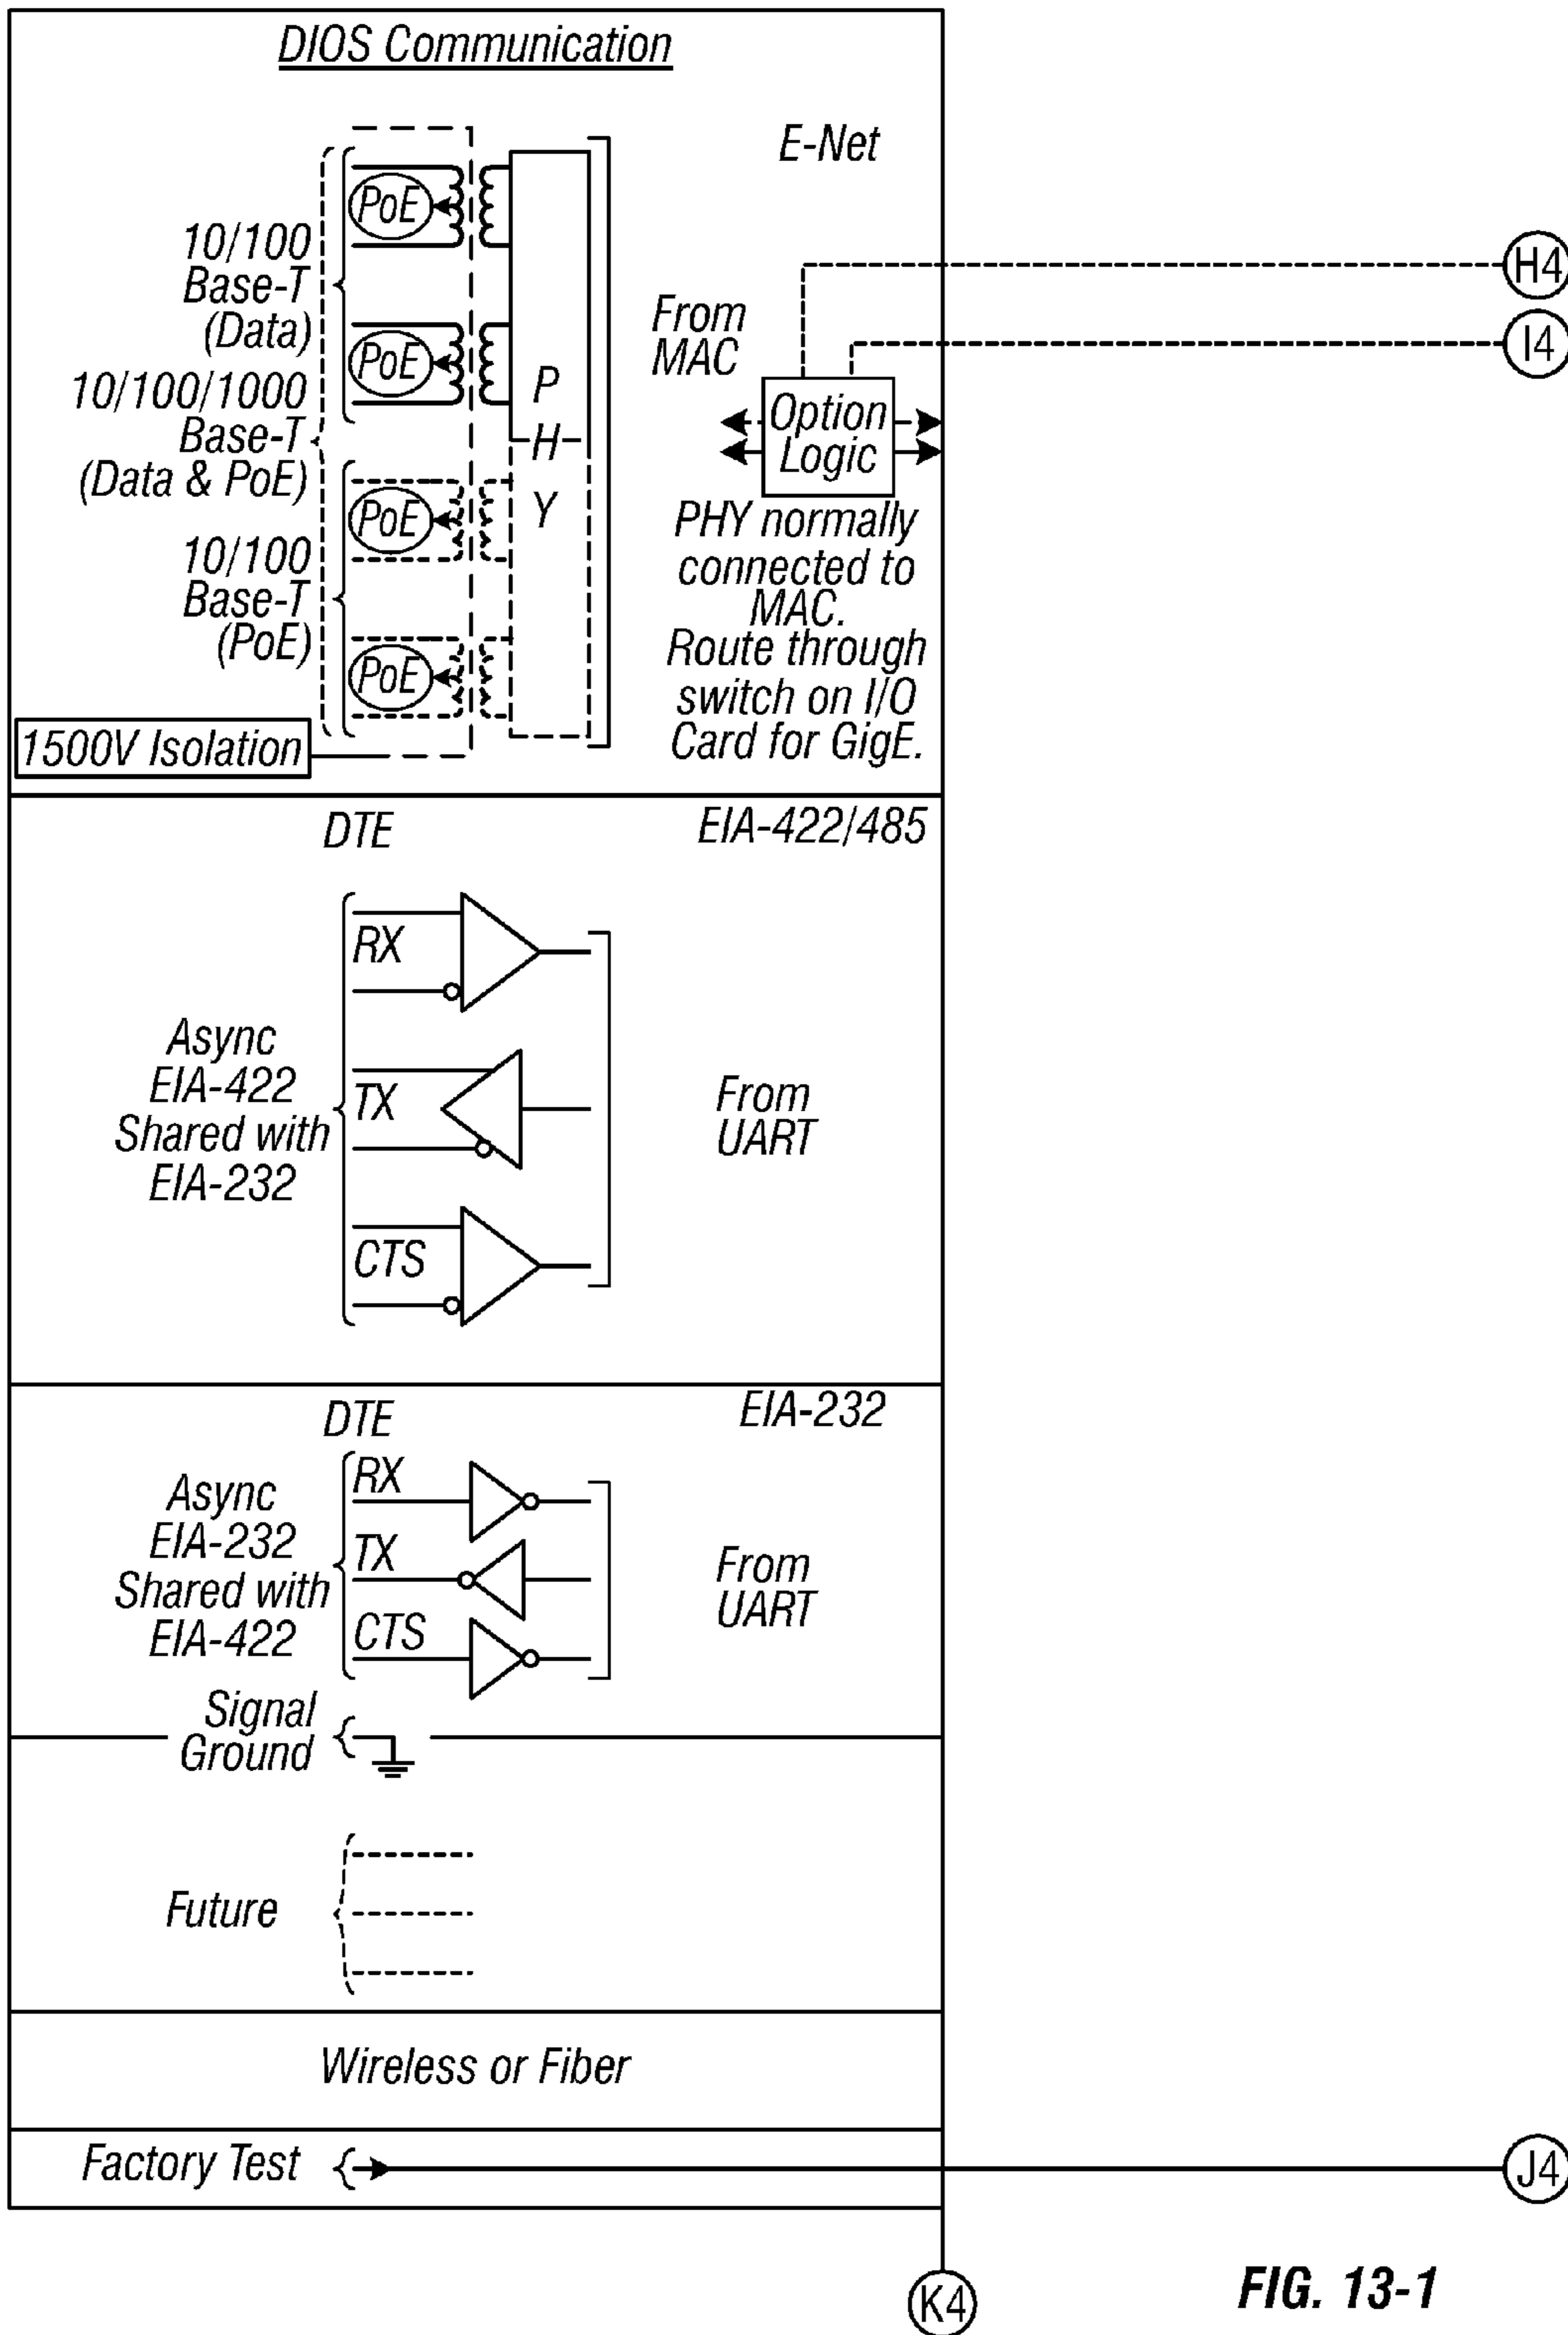 DIOS Communication
E-Net
PoE
10/100
Base-T
(Data)
PoE
10/100/1000
Base-T
(Data & PoE)
PoE
10/100
Base-T
(PoE)
PoE
1500V Isolation
P
H
Y
From
MAC
Option
Logic
PHY normally
connected to
MAC.
Route through
switch on I/O
Card for GigE.
H4
I4
DTE
EIA-422/485
RX
Async
EIA-422
Shared with
EIA-232
TX
CTS
From
UART
DTE
EIA-232
RX
Async
EIA-232
Shared with
EIA-422
TX
CTS
From
UART
Signal
Ground
Future
Wireless or Fiber
Factory Test
J4
K4
FIG. 13-1